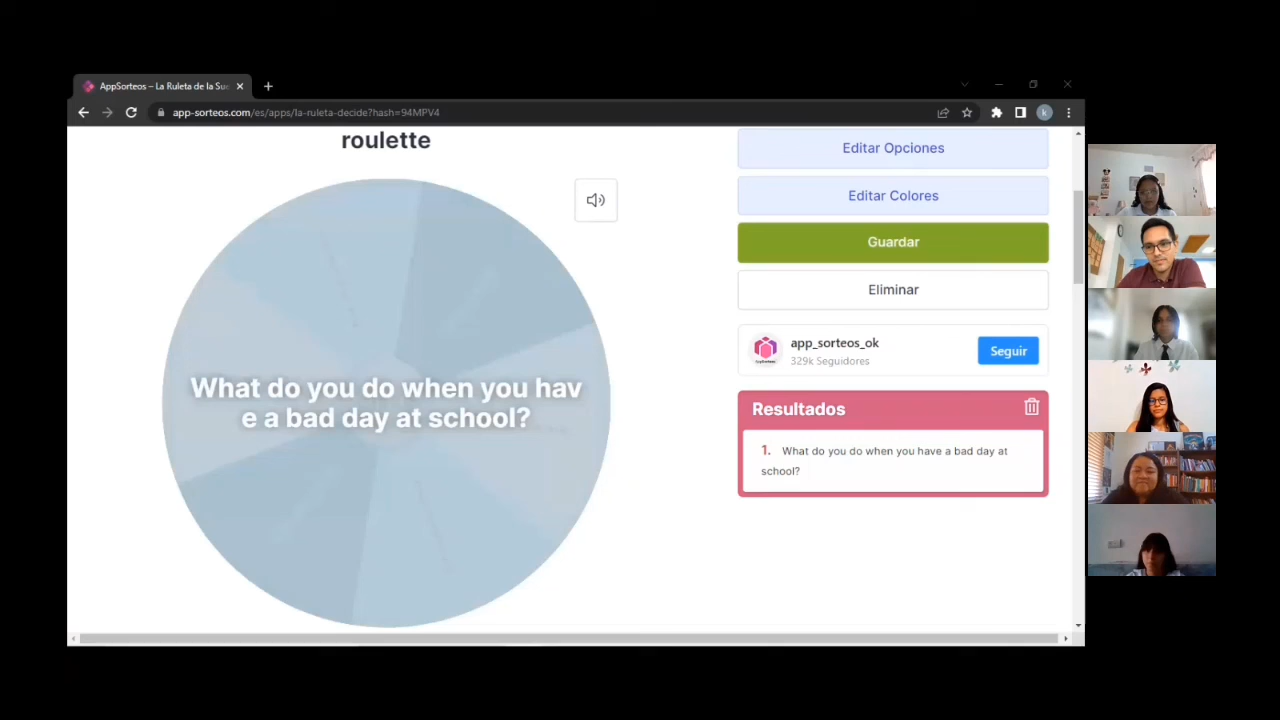 AppSorteos – La Ruleta de la Sue
app-sorteos.com/es/apps/la-ruleta-decide?hash=94MPV4
k
roulette
What do you do when you hav
e a bad day at school?
Editar Opciones
Editar Colores
Guardar
Eliminar
app_sorteos_ok
329k Seguidores
Seguir
Resultados
1. What do you do when you have a bad day at
school?